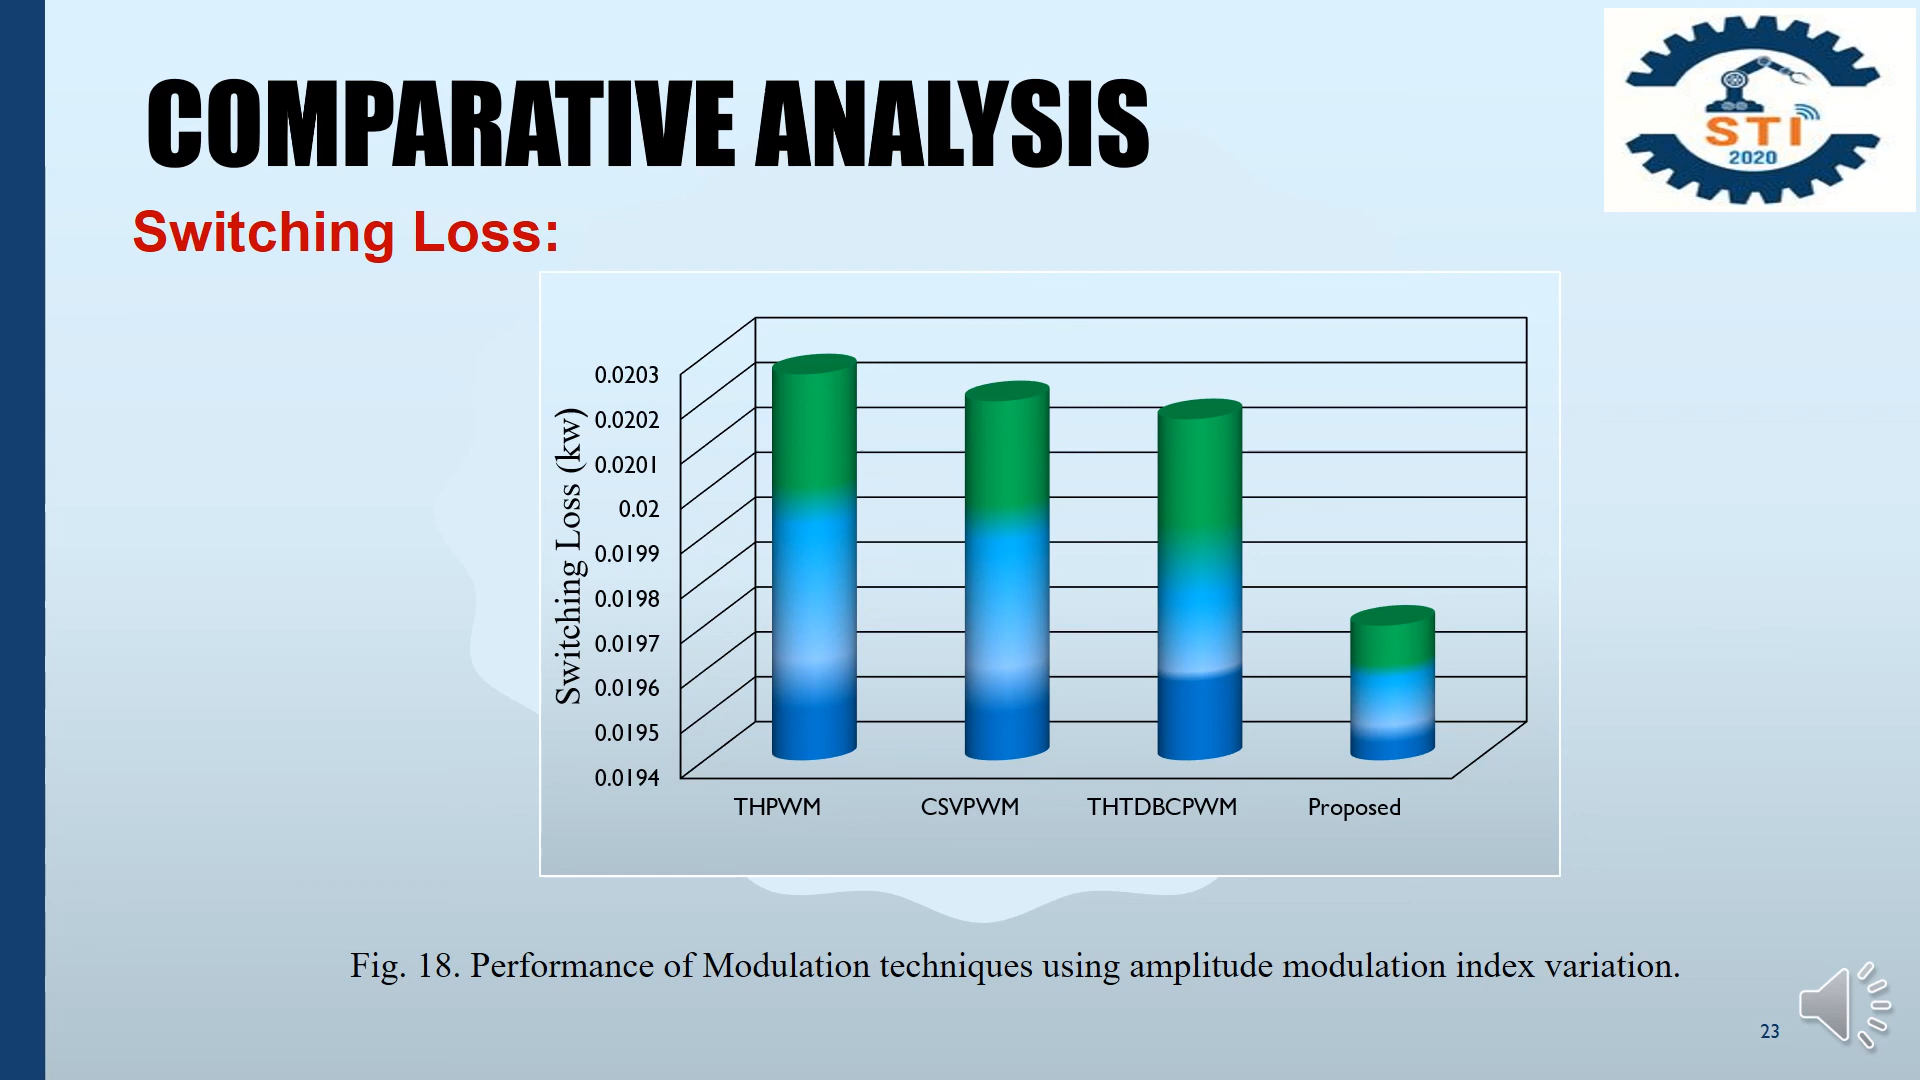 COMPARATIVE ANALYSIS
STI
2020
Switching Loss:
Switching Loss (kw)
0.0203
0.0202
0.0201
0.02
0.0199
0.0198
0.0197
0.0196
0.0195
0.0194
THPWM CSVPWM THTDBCPWM Proposed
Fig. 18. Performance of Modulation techniques using amplitude modulation index variation.
23